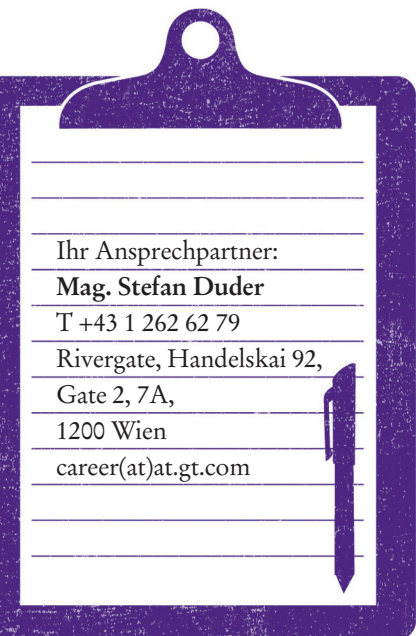 Ihr Ansprechpartner:
Mag. Stefan Duder
T +43 1 262 62 79
Rivergate, Handelskai 92,
Gate 2, 7A,
1200 Wien
career(at)at.gt.com